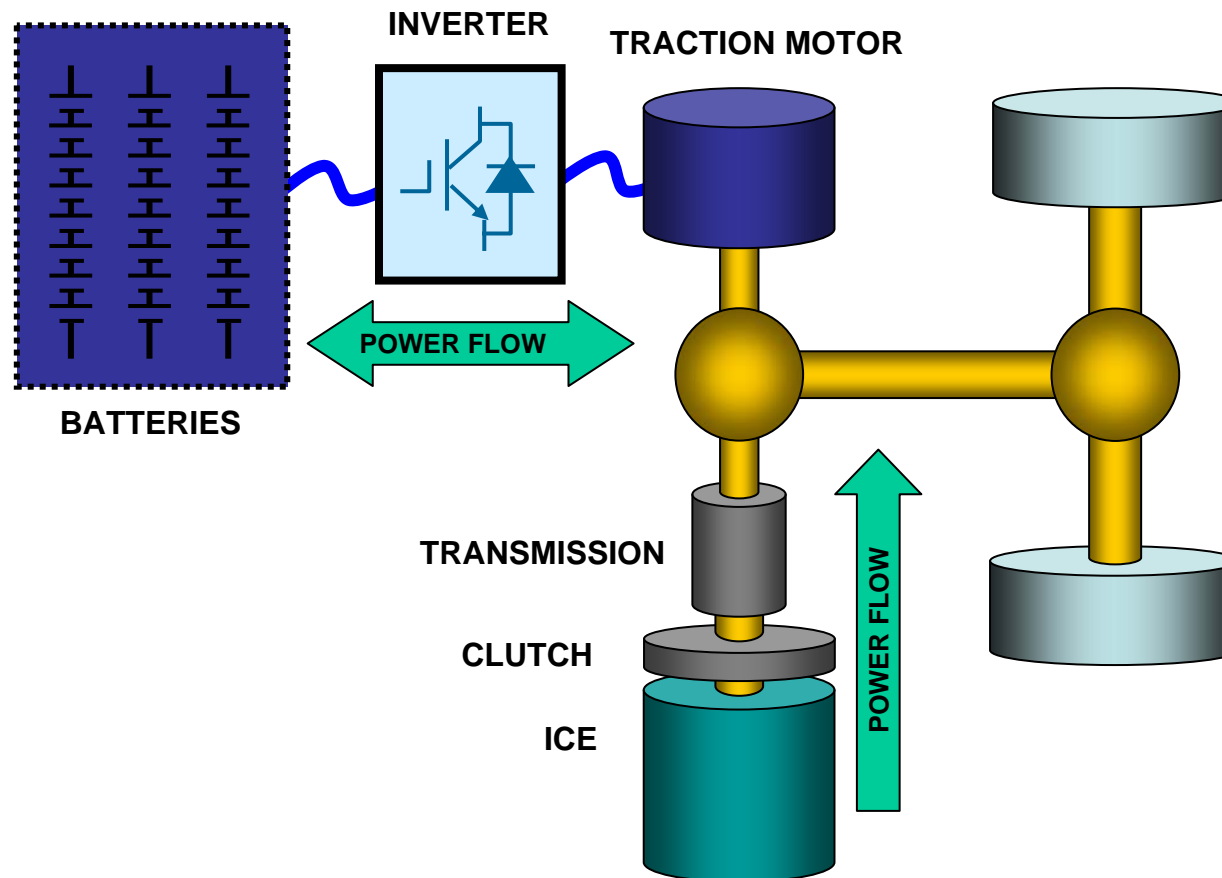 INVERTER
TRACTION MOTOR
POWER FLOW
BATTERIES
TRANSMISSION
CLUTCH
POWER FLOW
ICE